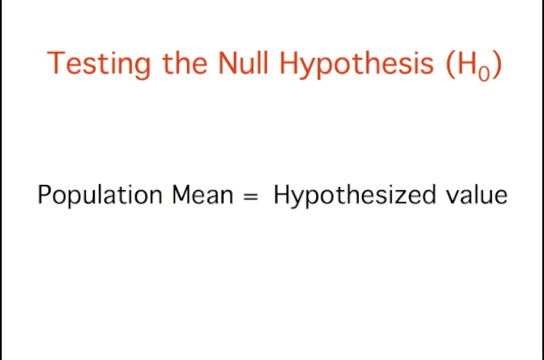 Testing the Null Hypothesis (H₀)
Population Mean = Hypothesized value